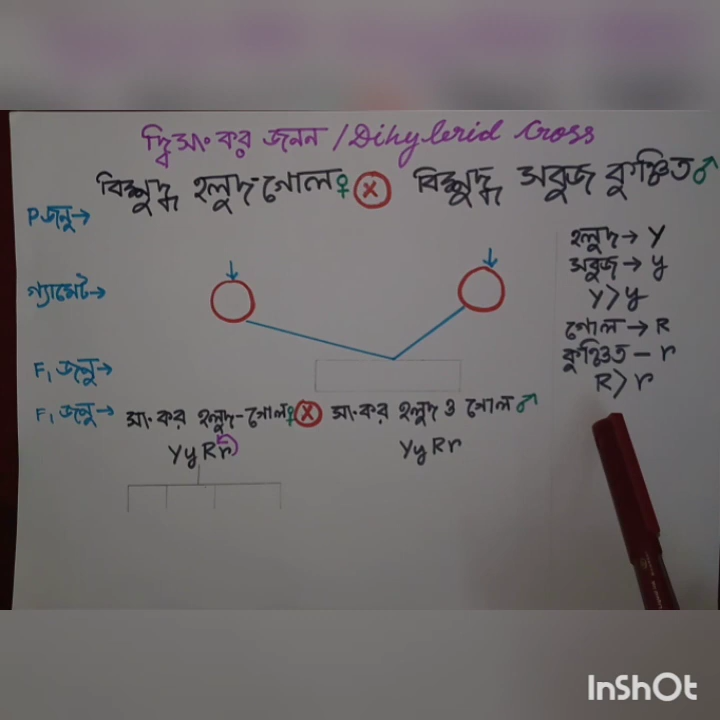 দ্বিসংকর জনন / Dihybrid Cross
বিশুদ্ধ হলুদ-গোল♀ ⓧ বিশুদ্ধ সবুজ কুঞ্চিত♂
P জনু→
হলুদ→ Y
সবুজ→ y
Y>y
গোল→ R
কুঞ্চিত – r
R>r
গ্যামেট→
F₁ জনু→
F₁ জনু→ সংকর হলুদ-গোল♀ ⓧ সংকর হলুদ ও গোল♂
YyRr YyRr
InShOt